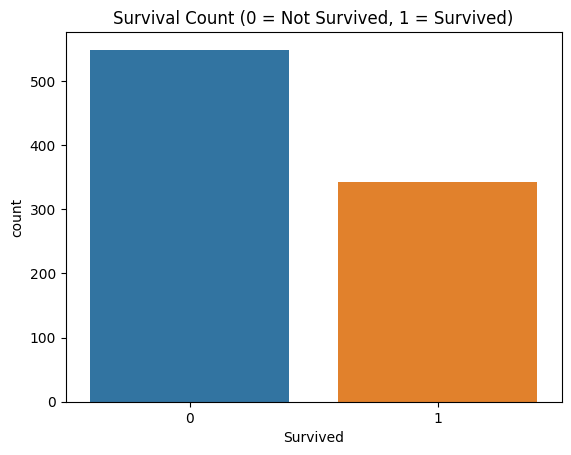 Survival Count (0 = Not Survived, 1 = Survived)
count
500
400
300
200
100
0
0 1
Survived